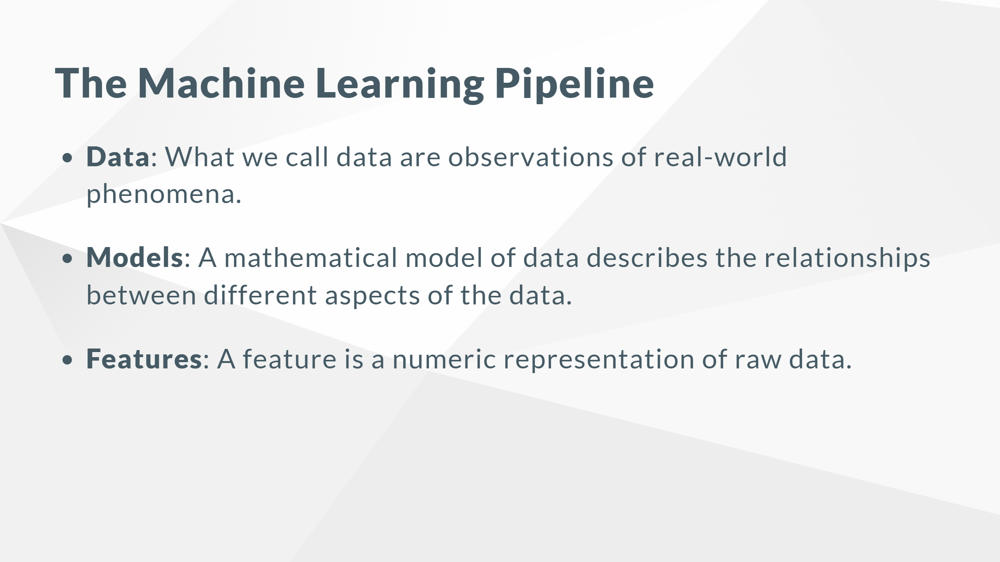 The Machine Learning Pipeline
• Data: What we call data are observations of real-world
phenomena.
• Models: A mathematical model of data describes the relationships
between different aspects of the data.
• Features: A feature is a numeric representation of raw data.